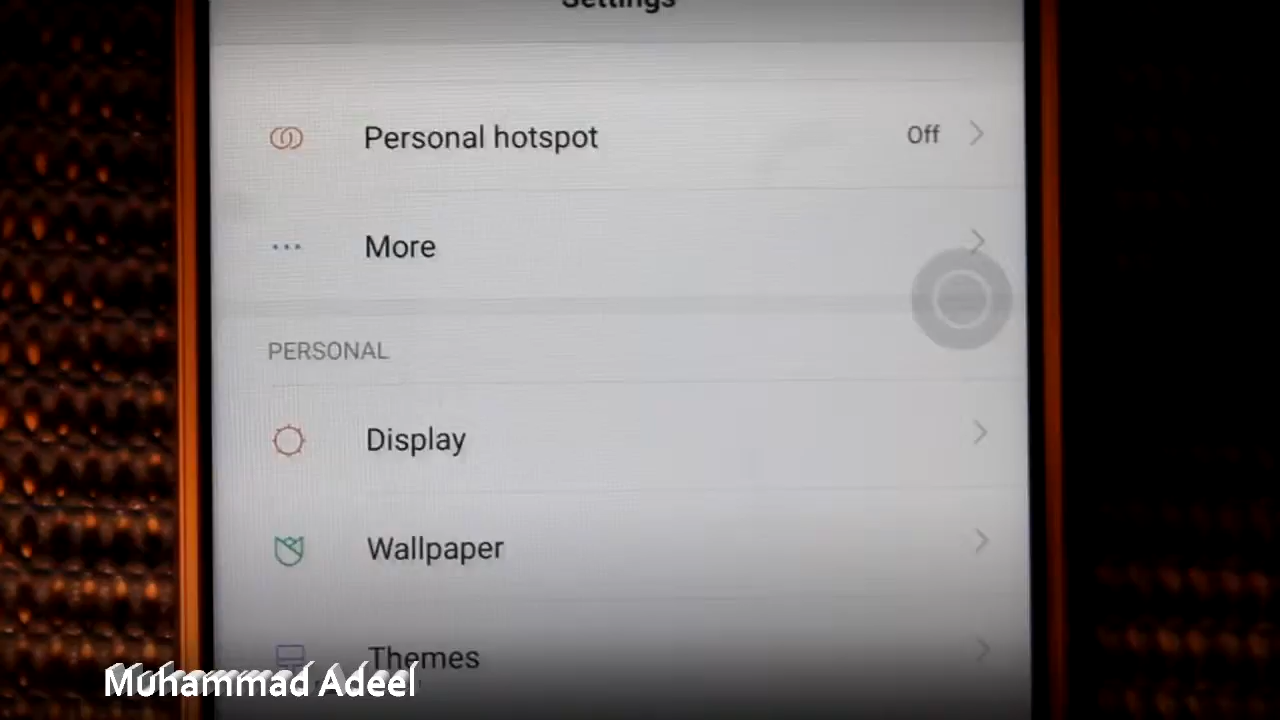 Settings
Personal hotspot Off
More
PERSONAL
Display
Wallpaper
Themes
Muhammad Adeel